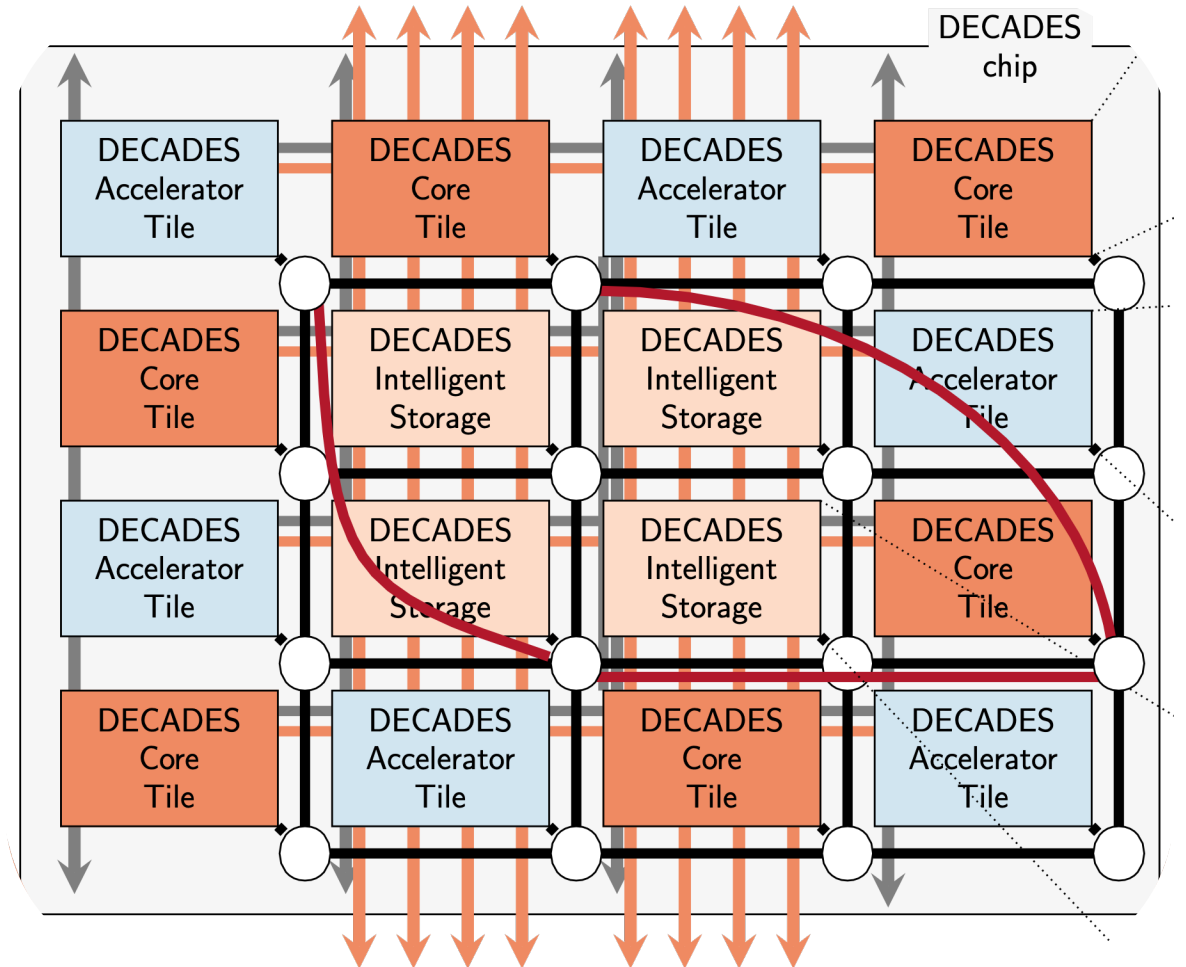 DECADES
chip
DECADES
Accelerator
Tile
DECADES
Core
Tile
DECADES
Accelerator
Tile
DECADES
Core
Tile
DECADES
Core
Tile
DECADES
Intelligent
Storage
DECADES
Intelligent
Storage
DECADES
Accelerator
Tile
DECADES
Accelerator
Tile
DECADES
Intelligent
Storage
DECADES
Intelligent
Storage
DECADES
Core
Tile
DECADES
Core
Tile
DECADES
Accelerator
Tile
DECADES
Core
Tile
DECADES
Accelerator
Tile